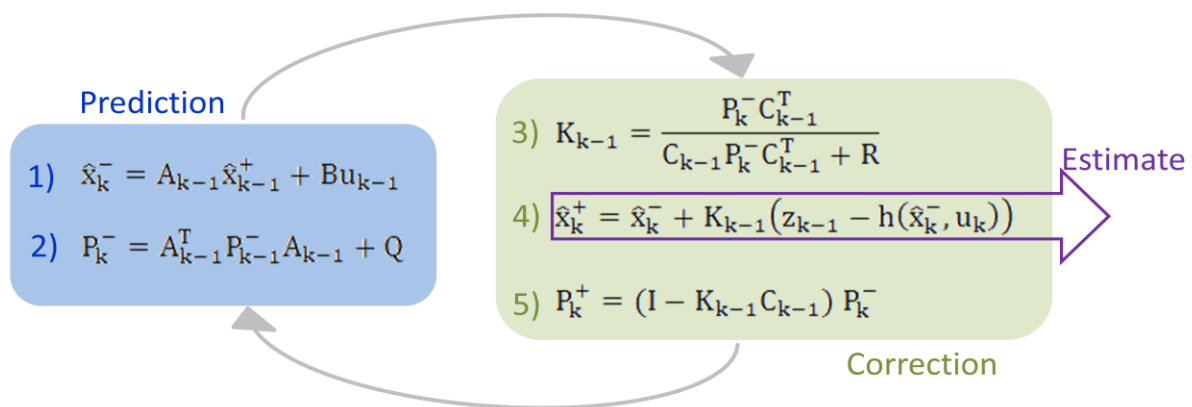 Prediction
1) x̂ₖ⁻ = Aₖ₋₁x̂ₖ₋₁⁺ + Buₖ₋₁
2) Pₖ⁻ = Aₖ₋₁ᵀPₖ₋₁⁻Aₖ₋₁ + Q
3) Kₖ₋₁ = Pₖ⁻Cₖ₋₁ᵀ / Cₖ₋₁Pₖ⁻Cₖ₋₁ᵀ + R
Estimate
4) x̂ₖ⁺ = x̂ₖ⁻ + Kₖ₋₁(zₖ₋₁ − h(x̂ₖ⁻, uₖ))
5) Pₖ⁺ = (I − Kₖ₋₁Cₖ₋₁) Pₖ⁻
Correction